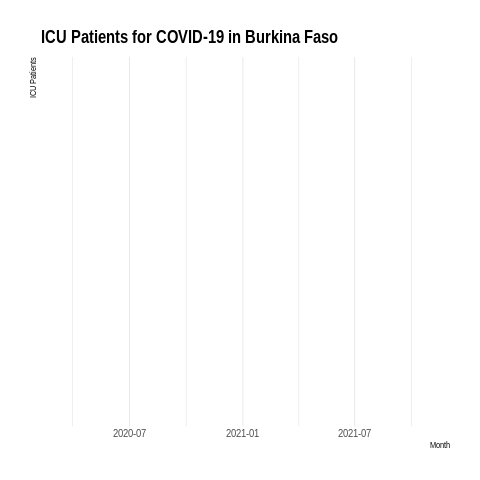 ICU Patients for COVID-19 in Burkina Faso
ICU Patients
2020-07 2021-01 2021-07
Month